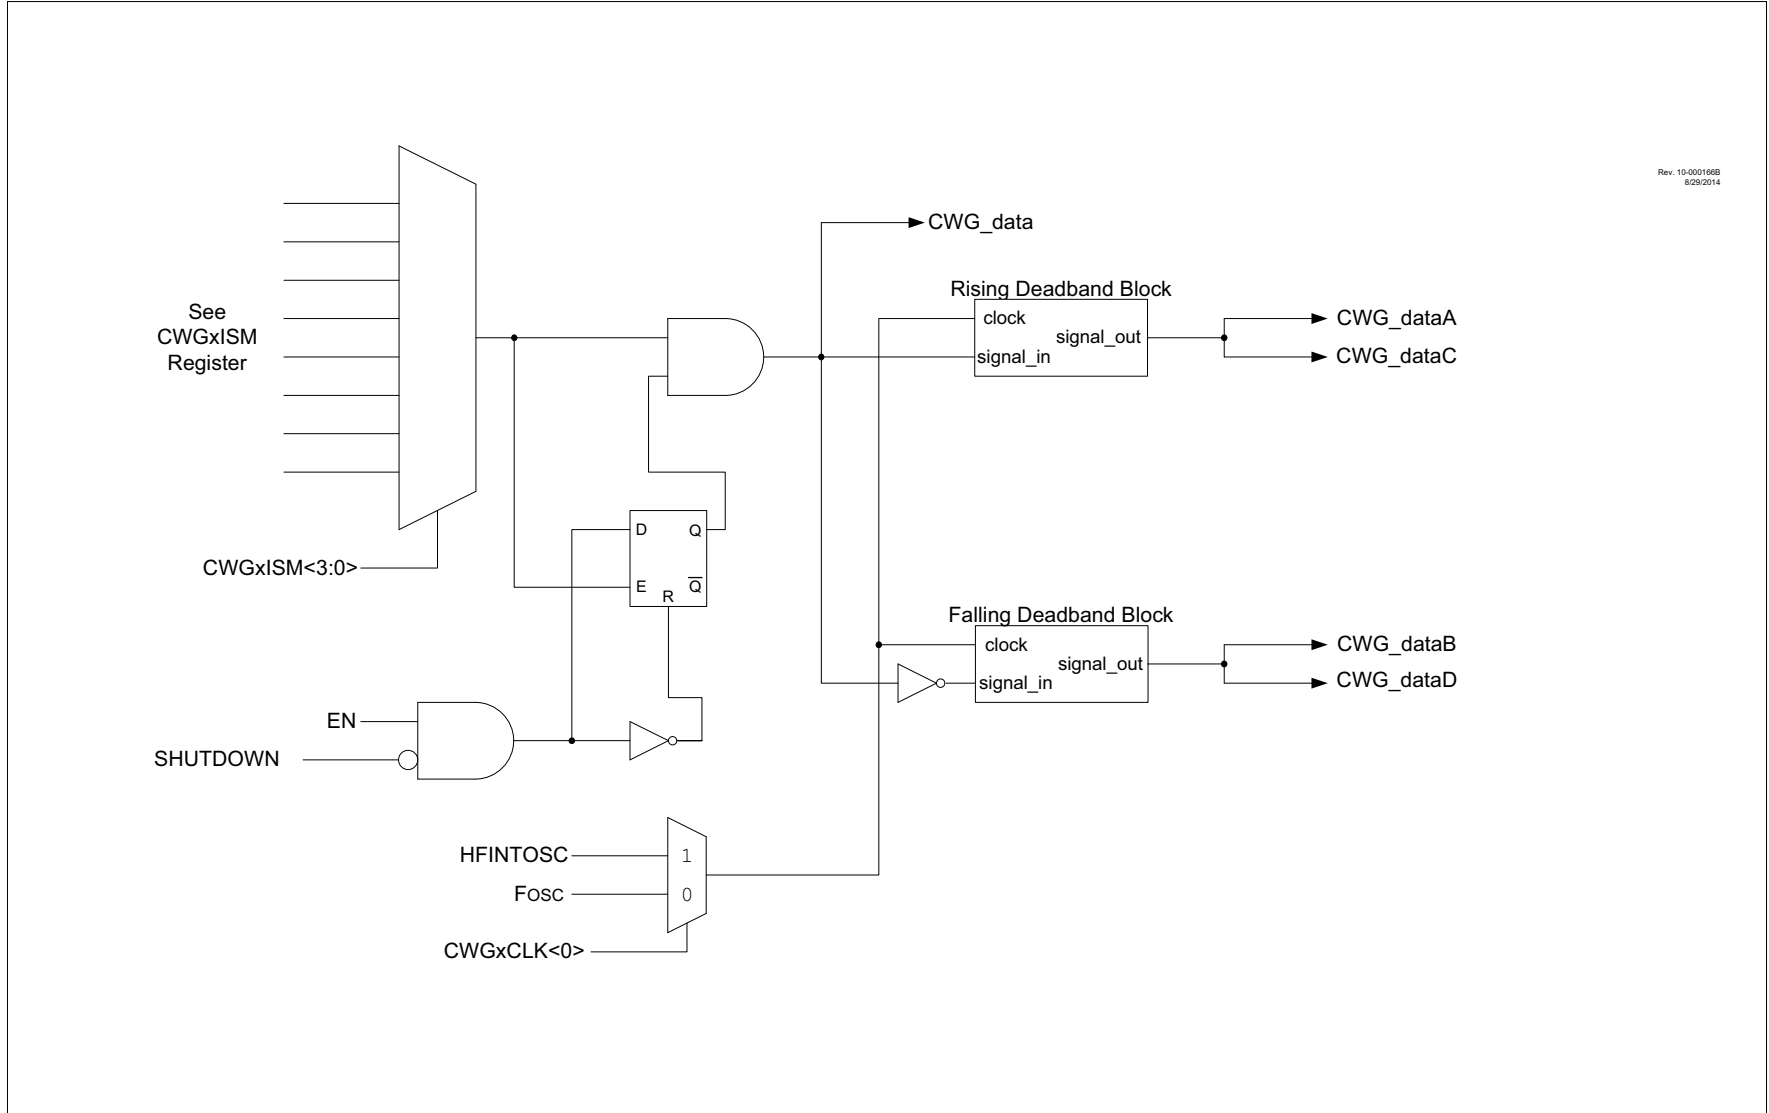 Rev. 10-000166B
8/29/2014
CWG_data
Rising Deadband Block
clock
signal_out
signal_in
CWG_dataA
CWG_dataC
See
CWGxISM
Register
D
Q
E
R
Q̅
CWGxISM<3:0>
Falling Deadband Block
clock
signal_out
signal_in
CWG_dataB
CWG_dataD
EN
SHUTDOWN
HFINTOSC
1
FOSC
0
CWGxCLK<0>